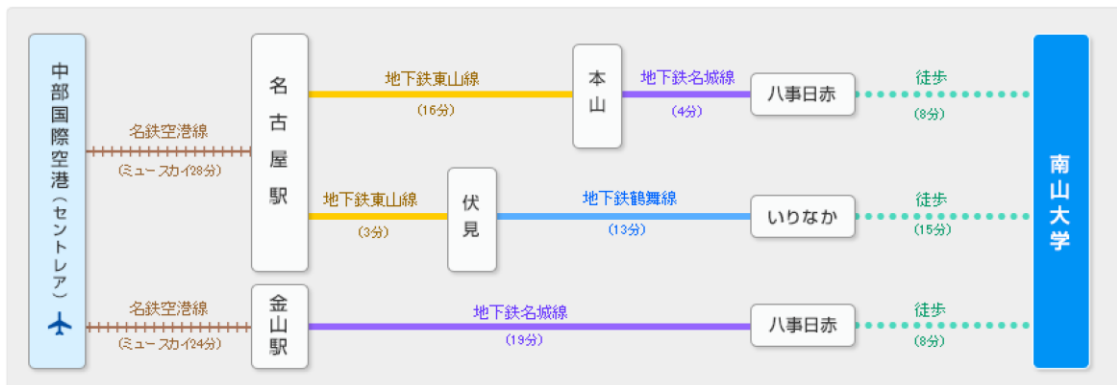 中部国際空港(セントレア)
名鉄空港線
(ミュースカイ28分)
名古屋駅
地下鉄東山線
(16分)
本山
地下鉄名城線
(4分)
八事日赤
徒歩
(8分)
地下鉄東山線
(3分)
伏見
地下鉄鶴舞線
(13分)
いりなか
徒歩
(15分)
名鉄空港線
(ミュースカイ24分)
金山駅
地下鉄名城線
(19分)
八事日赤
徒歩
(8分)
南山大学